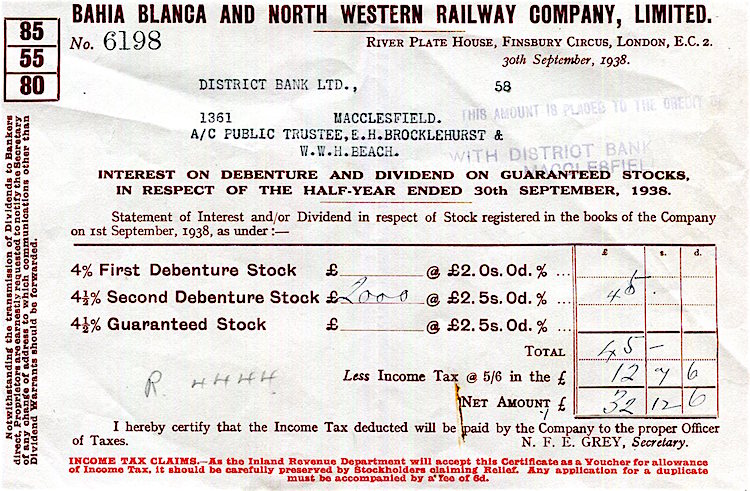 BAHIA BLANCA AND NORTH WESTERN RAILWAY COMPANY, LIMITED.
85
55
80
No. 6198
RIVER PLATE HOUSE, FINSBURY CIRCUS, LONDON, E.C. 2.
30th September, 1938.
DISTRICT BANK LTD., 58
1361 MACCLESFIELD.
A/C PUBLIC TRUSTEE,E.H.BROCKLEHURST &
W.W.H.BEACH.
THIS AMOUNT IS PLACED TO THE CREDIT OF
WITH DISTRICT BANK
MACCLESFIELD
INTEREST ON DEBENTURE AND DIVIDEND ON GUARANTEED STOCKS,
IN RESPECT OF THE HALF-YEAR ENDED 30TH SEPTEMBER, 1938.
Statement of Interest and/or Dividend in respect of Stock registered in the books of the Company
on 1st September, 1938, as under:—
£ s. d.
4% First Debenture Stock £ @ £2. 0s. 0d. % ...
4½% Second Debenture Stock £2000 @ £2. 5s. 0d. % ... 45 .
4½% Guaranteed Stock £ @ £2. 5s. 0d. % ...
TOTAL 45 —
R. 4444
Less Income Tax @ 5/6 in the £ 12 7 6
NET AMOUNT £ 32 12 6
I hereby certify that the Income Tax deducted will be paid by the Company to the proper Officer
of Taxes. N. F. E. GREY, Secretary.
INCOME TAX CLAIMS.—As the Inland Revenue Department will accept this Certificate as a Voucher for allowance
of Income Tax, it should be carefully preserved by Stockholders claiming Relief. Any application for a duplicate
must be accompanied by a Fee of 6d.
Notwithstanding the transmission of Dividends to Bankers
direct, Proprietors are earnestly requested to notify the Secretary
of any change of address to which communications other than
Dividend Warrants should be forwarded.